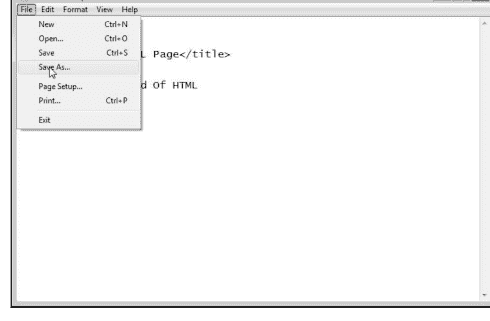 File Edit Format View Help
New Ctrl+N
Open... Ctrl+O
Save Ctrl+S
L Page</title>
Save As...
Page Setup...
d Of HTML
Print... Ctrl+P
Exit